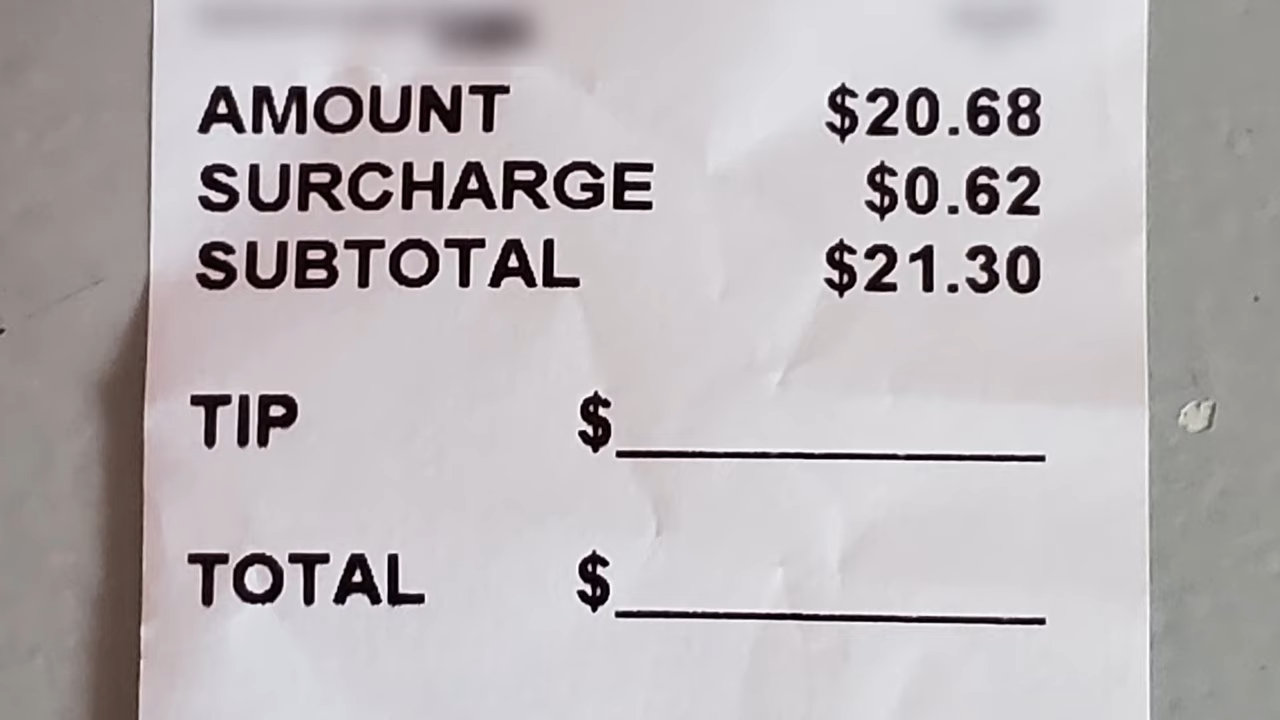 AMOUNT $20.68
SURCHARGE $0.62
SUBTOTAL $21.30
TIP $
TOTAL $